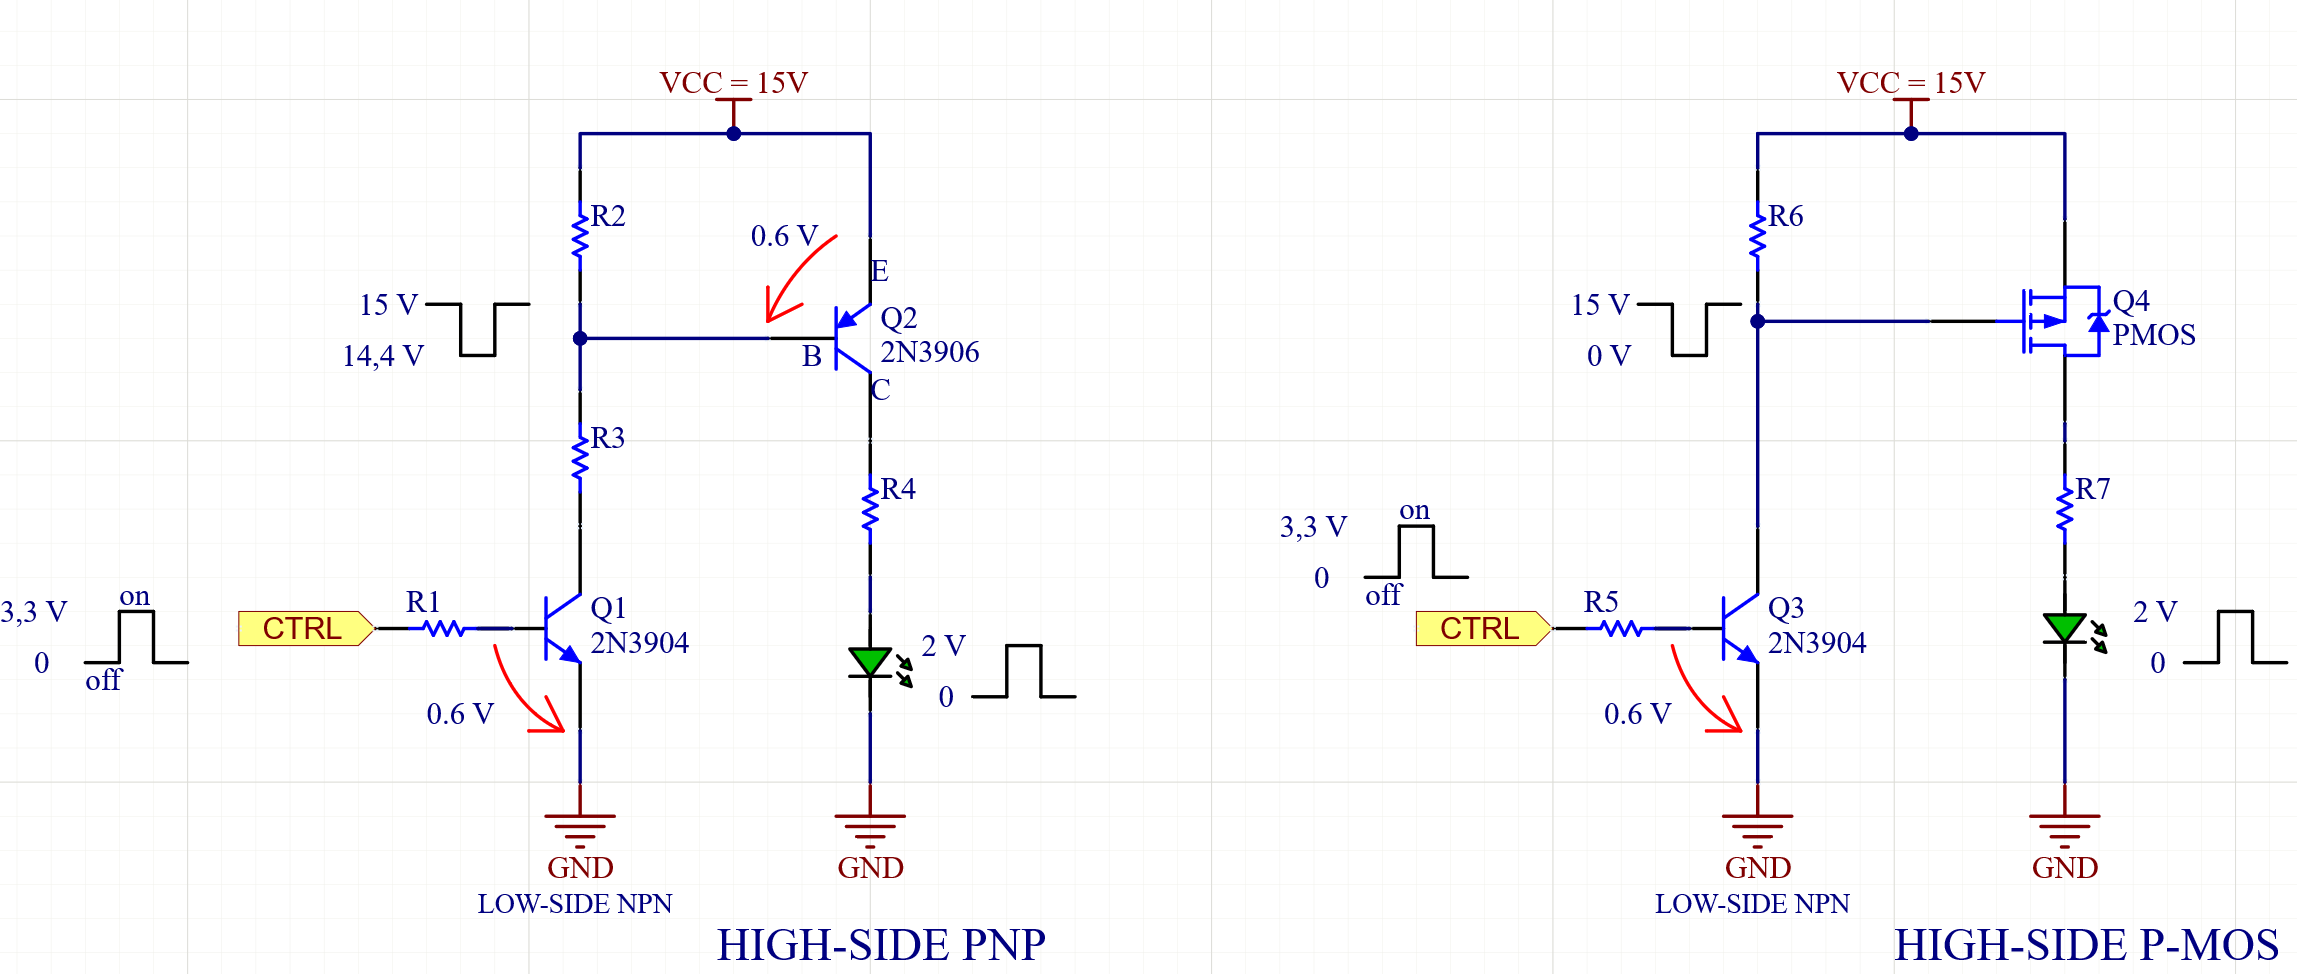 VCC = 15V
R2
0.6 V
E
15 V
14,4 V
B
Q2
2N3906
C
R3
R4
on
3,3 V
0
off
CTRL
R1
Q1
2N3904
0.6 V
2 V
0
GND
LOW-SIDE NPN
GND
HIGH-SIDE PNP
VCC = 15V
R6
15 V
0 V
Q4
PMOS
R7
on
3,3 V
0
off
CTRL
R5
Q3
2N3904
0.6 V
2 V
0
GND
LOW-SIDE NPN
GND
HIGH-SIDE P-MOS